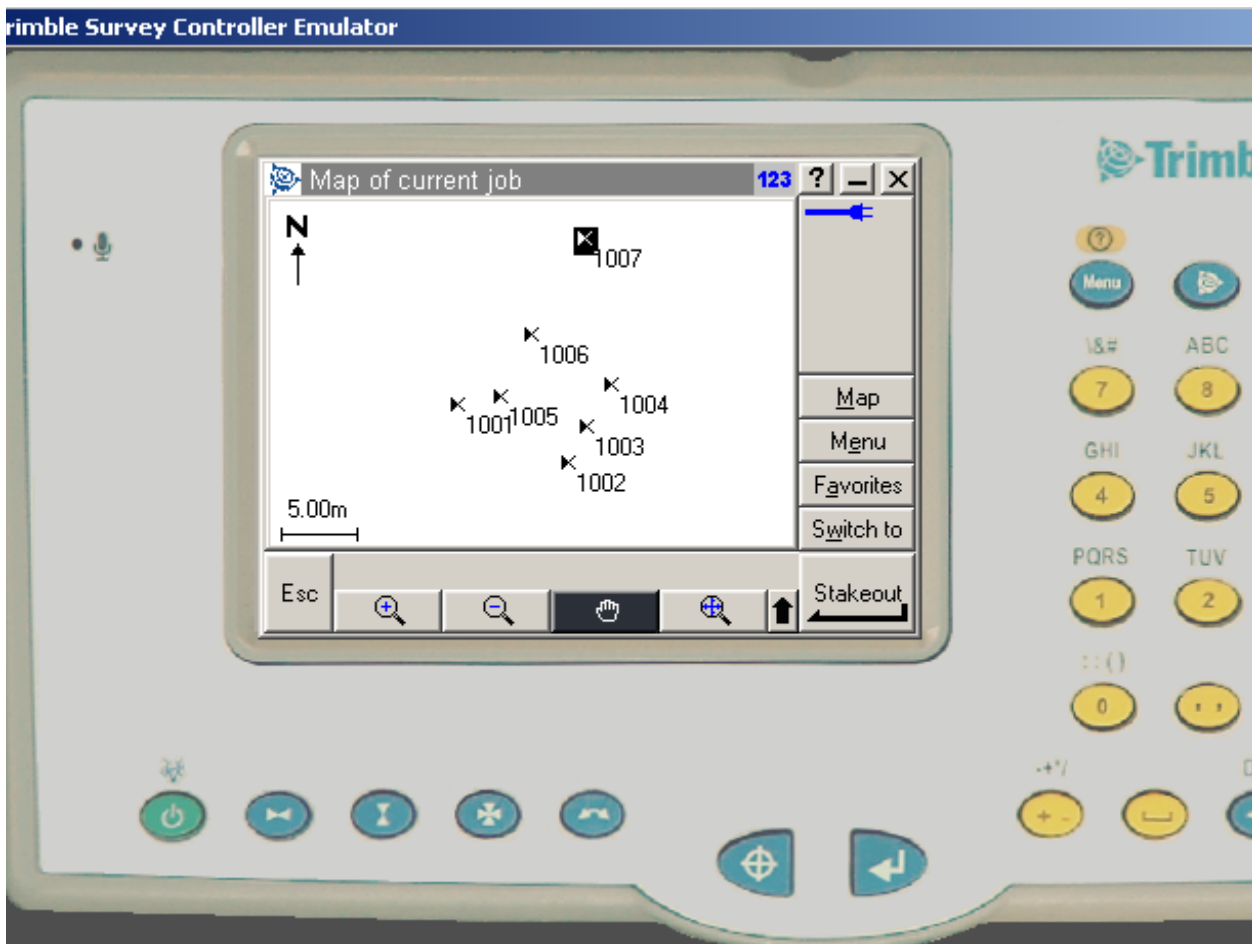 rimble Survey Controller Emulator
Trimb
Map of current job
123
?
N
1007
1006
1004
1001
1005
1003
1002
5.00m
Map
Menu
Favorites
Switch to
Esc
Stakeout
?
Menu
\&#
ABC
7
8
GHI
JKL
4
5
PQRS
TUV
1
2
: : ( )
0
, ,
-+*/
D
+ -